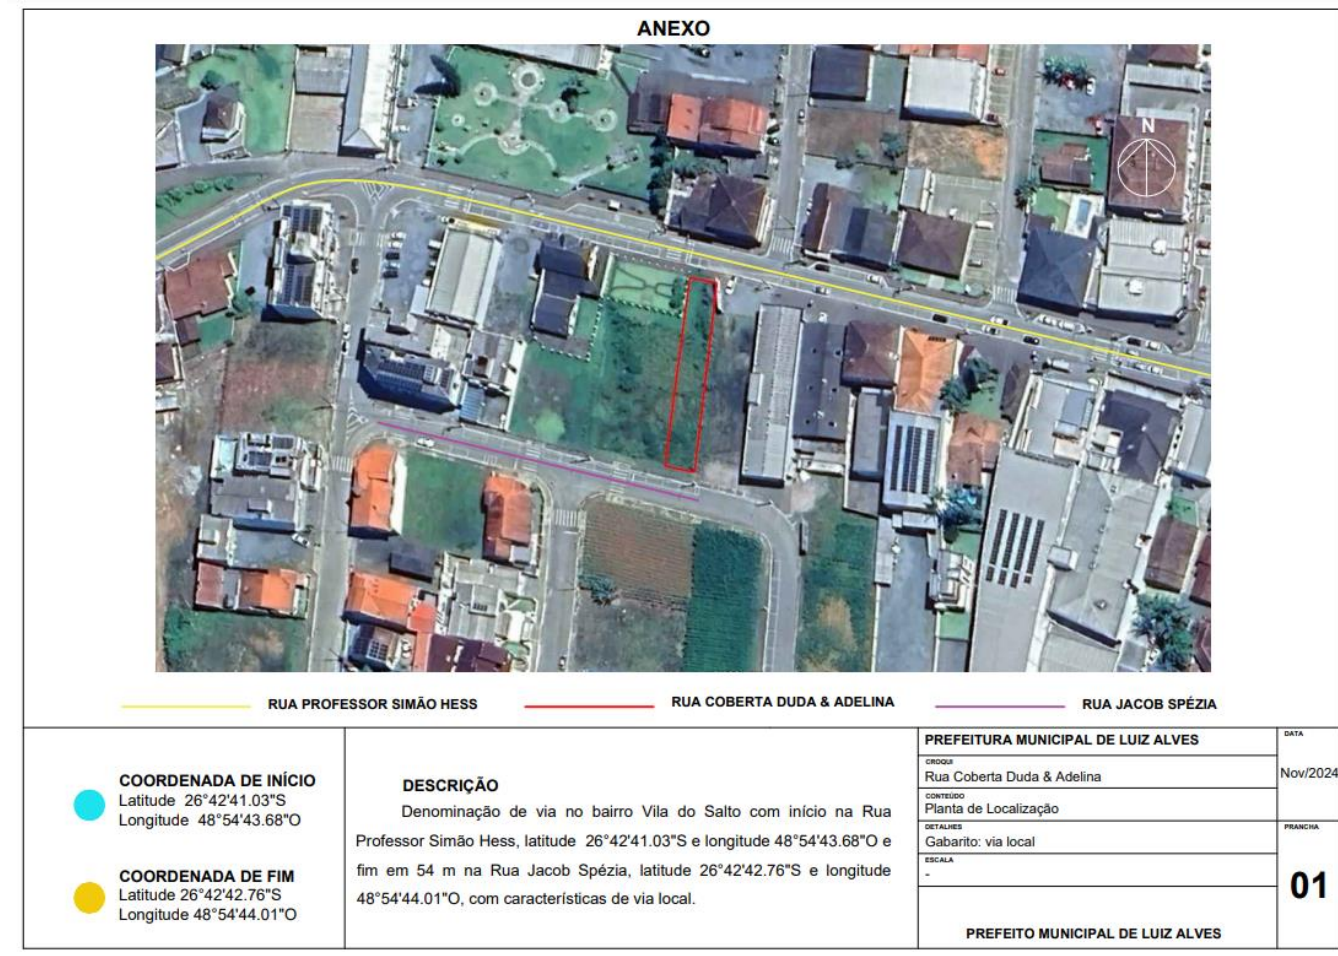 ANEXO
N
RUA PROFESSOR SIMÃO HESS
RUA COBERTA DUDA & ADELINA
RUA JACOB SPÉZIA
COORDENADA DE INÍCIO
Latitude 26°42'41.03"S
Longitude 48°54'43.68"O
COORDENADA DE FIM
Latitude 26°42'42.76"S
Longitude 48°54'44.01"O
DESCRIÇÃO
Denominação de via no bairro Vila do Salto com início na Rua
Professor Simão Hess, latitude 26°42'41.03"S e longitude 48°54'43.68"O e
fim em 54 m na Rua Jacob Spézia, latitude 26°42'42.76"S e longitude
48°54'44.01"O, com características de via local.
PREFEITURA MUNICIPAL DE LUIZ ALVES
CROQUI
Rua Coberta Duda & Adelina
CONTEÚDO
Planta de Localização
DETALHES
Gabarito: via local
ESCALA
-
PREFEITO MUNICIPAL DE LUIZ ALVES
DATA
Nov/2024
PRANCHA
01